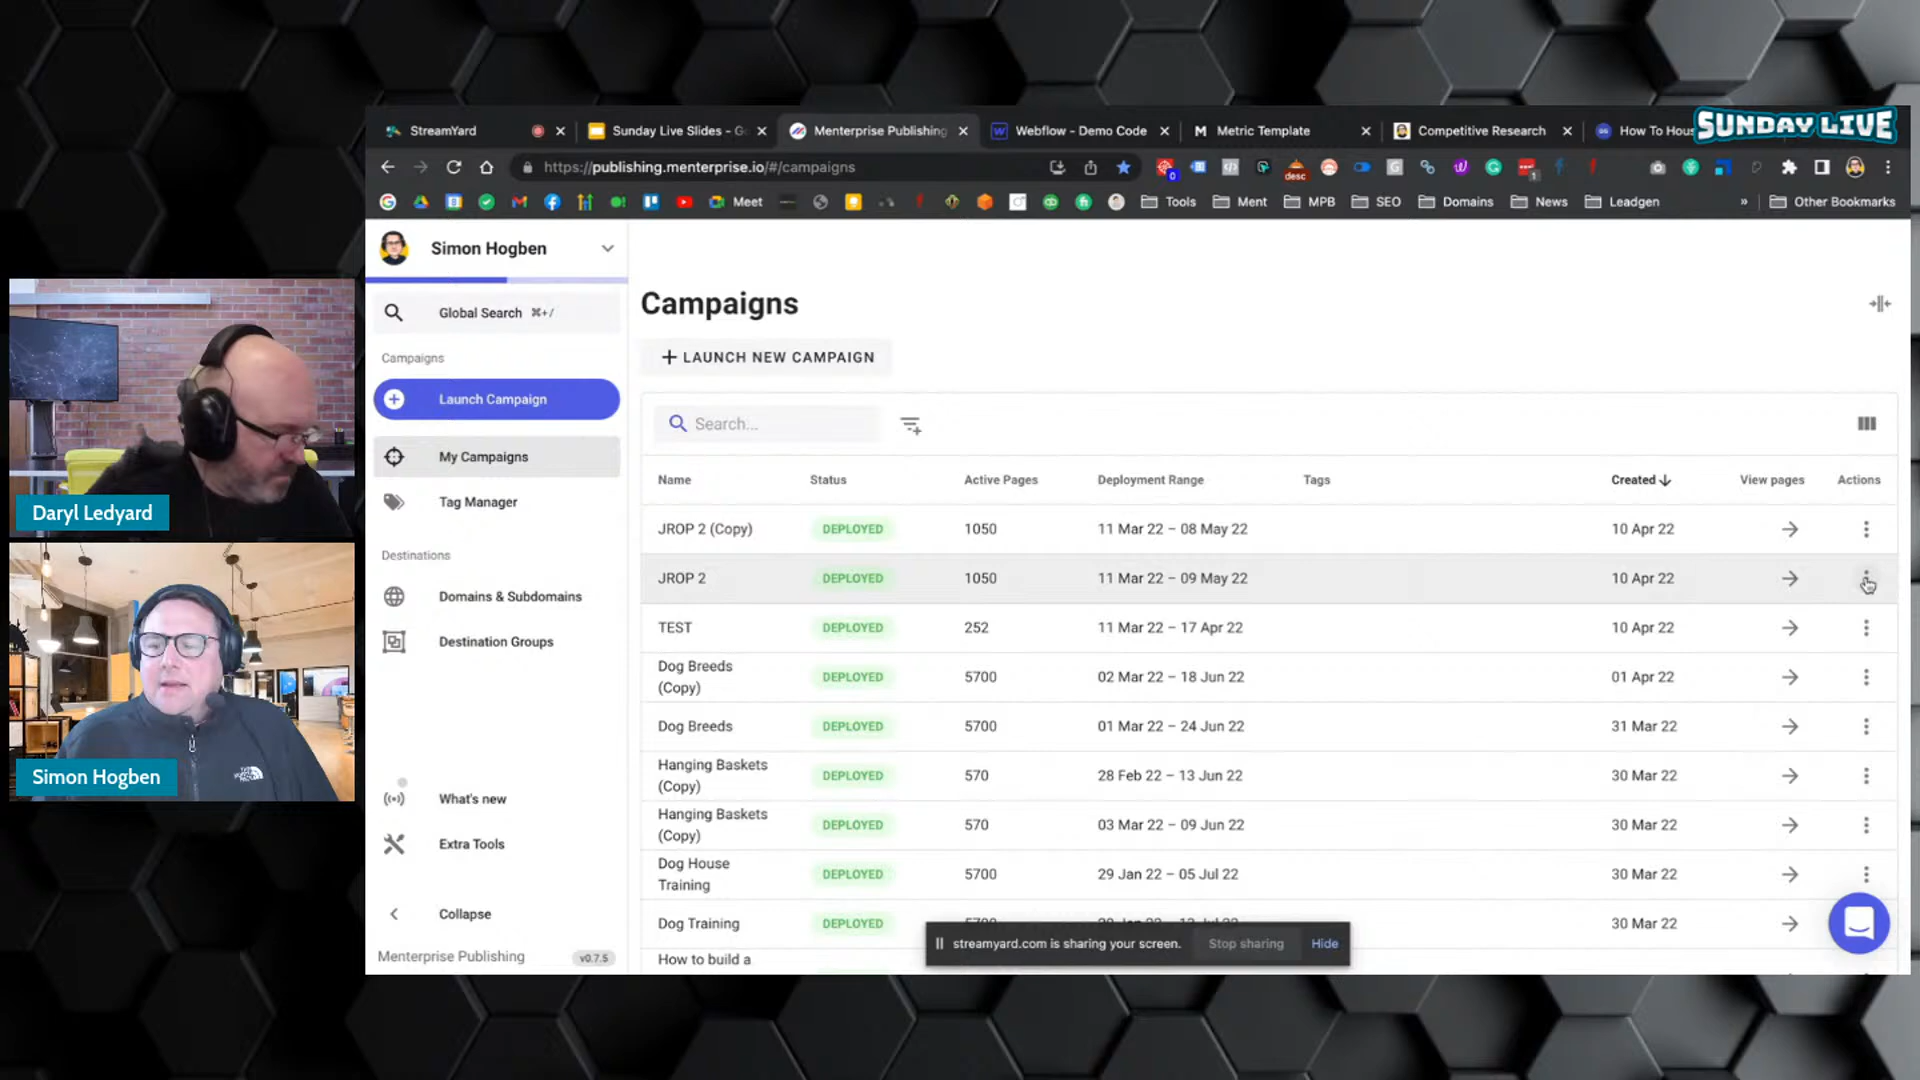 SUNDAY LIVE
StreamYard
Sunday Live Slides - G
Menterprise Publishing
Webflow - Demo Code
Metric Template
Competitive Research
How To Hous
https://publishing.menterprise.io/#/campaigns
desc
0
1
Meet
Tools
Ment
MPB
SEO
Domains
News
Leadgen
»
Other Bookmarks
Simon Hogben
Global Search ⌘+/
Campaigns
Launch Campaign
My Campaigns
Tag Manager
Destinations
Domains & Subdomains
Destination Groups
What's new
Extra Tools
Collapse
Menterprise Publishing v0.7.5
Campaigns
+ LAUNCH NEW CAMPAIGN
Search...
Name Status Active Pages Deployment Range Tags Created View pages Actions
JROP 2 (Copy) DEPLOYED 1050 11 Mar 22 – 08 May 22 10 Apr 22
JROP 2 DEPLOYED 1050 11 Mar 22 – 09 May 22 10 Apr 22
TEST DEPLOYED 252 11 Mar 22 – 17 Apr 22 10 Apr 22
Dog Breeds
(Copy) DEPLOYED 5700 02 Mar 22 – 18 Jun 22 01 Apr 22
Dog Breeds DEPLOYED 5700 01 Mar 22 – 24 Jun 22 31 Mar 22
Hanging Baskets
(Copy) DEPLOYED 570 28 Feb 22 – 13 Jun 22 30 Mar 22
Hanging Baskets
(Copy) DEPLOYED 570 03 Mar 22 – 09 Jun 22 30 Mar 22
Dog House
Training DEPLOYED 5700 29 Jan 22 – 05 Jul 22 30 Mar 22
Dog Training DEPLOYED 30 Mar 22
How to build a
streamyard.com is sharing your screen. Stop sharing Hide
Daryl Ledyard
Simon Hogben